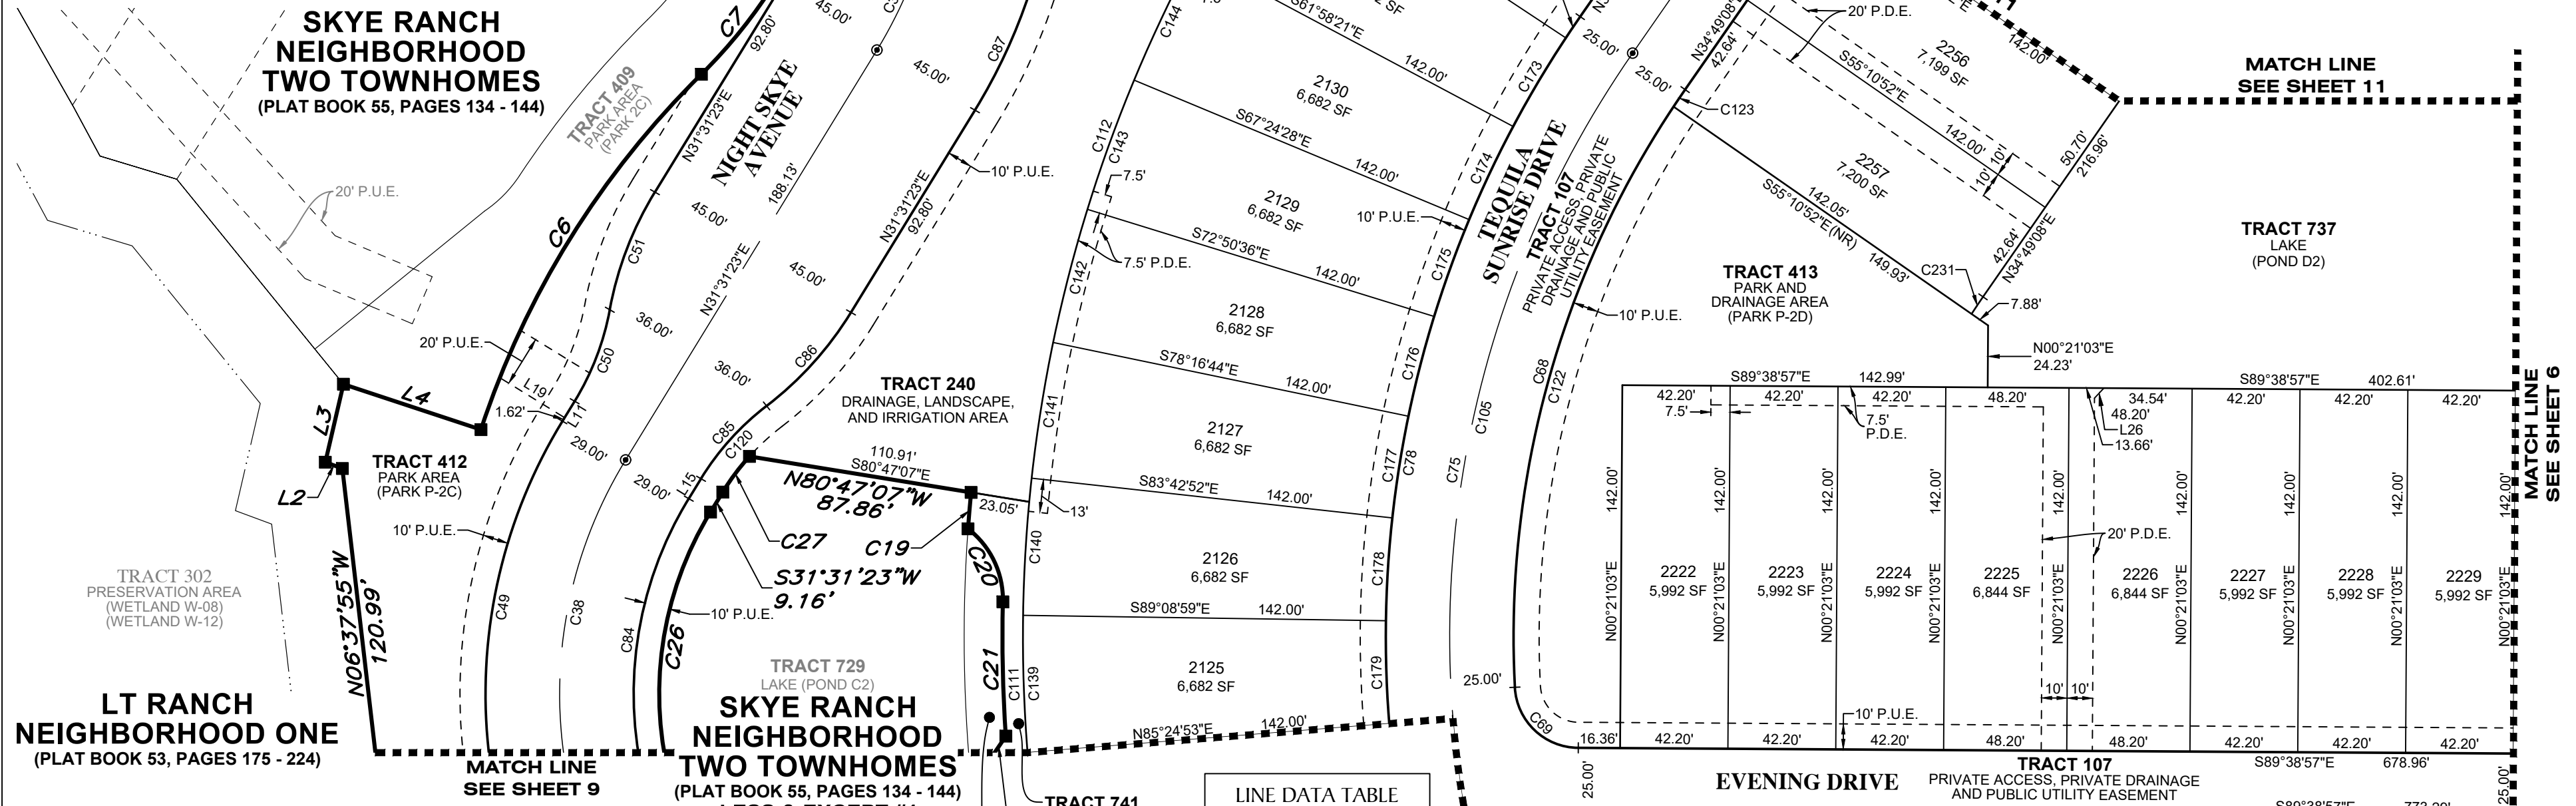 SKYE RANCH
NEIGHBORHOOD
TWO TOWNHOMES
(PLAT BOOK 55, PAGES 134 - 144)
20' P.U.E.
TRACT 409
PARK AREA
(PARK 2C)
C7
92.80'
45.00'
N31°31'23"E
NIGHT SKYE
AVENUE
188.13'
45.00'
C87
10' P.U.E.
N31°31'23"E
92.80'
C6
C51
45.00'
45.00'
N31°31'23"E
36.00'
36.00'
C50
C86
20' P.U.E.
L19
1.62'
L11
L4
L3
L2
29.00'
29.00'
TRACT 412
PARK AREA
(PARK P-2C)
10' P.U.E.
C49
C38
C84
L15
C85
C120
TRACT 302
PRESERVATION AREA
(WETLAND W-08)
(WETLAND W-12)
N06°37'55"W
120.99'
LT RANCH
NEIGHBORHOOD ONE
(PLAT BOOK 53, PAGES 175 - 224)
MATCH LINE
SEE SHEET 9
TRACT 240
DRAINAGE, LANDSCAPE,
AND IRRIGATION AREA
110.91'
S80°47'07"E
N80°47'07"W
87.86'
23.05'
13'
C27
C19
C20
S31°31'23"W
9.16'
10' P.U.E.
C26
C21
C111
C139
TRACT 729
LAKE (POND C2)
SKYE RANCH
NEIGHBORHOOD
TWO TOWNHOMES
(PLAT BOOK 55, PAGES 134 - 144)
TRACT 741
C144
C112
C143
7.5'
7.5' P.D.E.
C142
C141
C140
S61°58'21"E
142.00'
2130
6,682 SF
S67°24'28"E
142.00'
2129
6,682 SF
10' P.U.E.
S72°50'36"E
142.00'
2128
6,682 SF
S78°16'44"E
142.00'
2127
6,682 SF
S83°42'52"E
142.00'
2126
6,682 SF
S89°08'59"E
142.00'
2125
6,682 SF
N85°24'53"E
142.00'
C173
C174
C175
C176
C177
C78
C178
C179
LINE DATA TABLE
25.00'
25.00'
TEQUILA
SUNRISE DRIVE
TRACT 107
PRIVATE ACCESS, PRIVATE
DRAINAGE AND PUBLIC
UTILITY EASEMENT
C105
C75
C68
C122
10' P.U.E.
25.00'
C69
N34°49'08"E
42.64'
C123
20' P.D.E.
2256
7,199 SF
142.00'
S55°10'52"E
142.00'
2257
7,200 SF
10'
10'
142.05'
S55°10'52"E(NR)
149.93'
50.70'
216.96'
42.64'
N34°49'08"E
C231
7.88'
MATCH LINE
SEE SHEET 11
TRACT 737
LAKE
(POND D2)
TRACT 413
PARK AND
DRAINAGE AREA
(PARK P-2D)
N00°21'03"E
24.23'
S89°38'57"E
142.99'
S89°38'57"E
402.61'
42.20'
42.20'
42.20'
48.20'
34.54'
48.20'
L26
13.66'
42.20'
42.20'
42.20'
7.5'
7.5'
P.D.E.
142.00'
142.00'
142.00'
142.00'
142.00'
142.00'
142.00'
142.00'
142.00'
20' P.D.E.
2222
5,992 SF
2223
5,992 SF
2224
5,992 SF
2225
6,844 SF
2226
6,844 SF
2227
5,992 SF
2228
5,992 SF
2229
5,992 SF
N00°21'03"E
N00°21'03"E
N00°21'03"E
N00°21'03"E
N00°21'03"E
N00°21'03"E
N00°21'03"E
N00°21'03"E
N00°21'03"E
10'
10'
10' P.U.E.
16.36'
42.20'
42.20'
42.20'
48.20'
48.20'
42.20'
42.20'
42.20'
25.00'
EVENING DRIVE
TRACT 107
PRIVATE ACCESS, PRIVATE DRAINAGE
AND PUBLIC UTILITY EASEMENT
S89°38'57"E
678.96'
25.00'
MATCH LINE
SEE SHEET 6